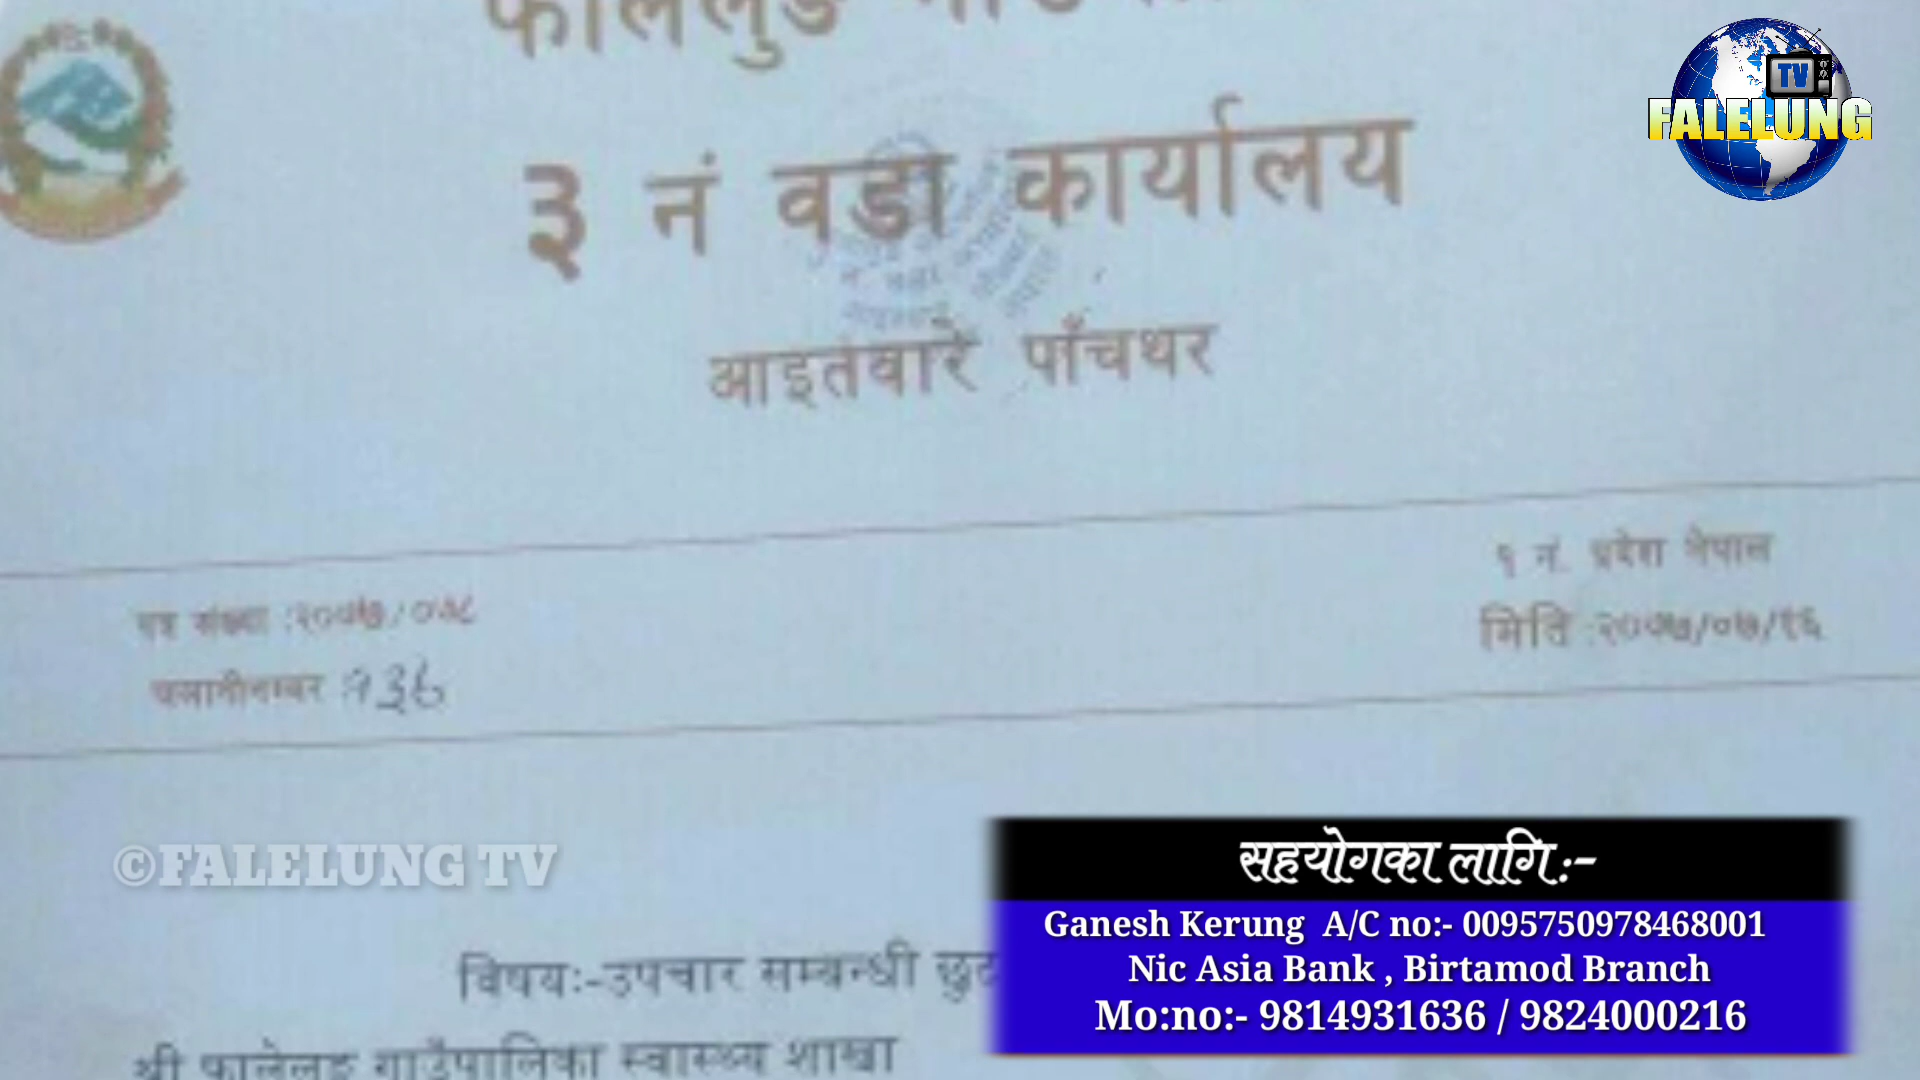 TV
FALELUNG
३ नं वडा कार्यालय
आइतवारे पाँचथर
१ नं. प्रदेश नेपाल
पत्र संख्या :२०७७/०७८
मिति :२०७७/०७/१६
चलानीनम्बर :१३८
©FALELUNG TV
सहयोगका लागि :-
Ganesh Kerung A/C no:- 0095750978468001
Nic Asia Bank , Birtamod Branch
Mo:no:- 9814931636 / 9824000216
विषयः-उपचार सम्बन्धी
श्री फालेलुङ गाउँपालिका स्वास्थ्य शाखा